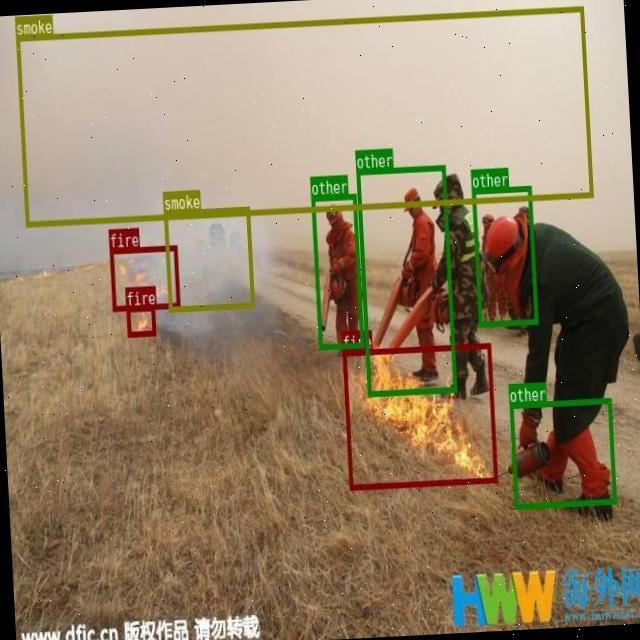 smoke
other
smoke
other
other
fire
fire
fire
other
HWW 海外网
www.dfic.cn 版权作品 请勿转载